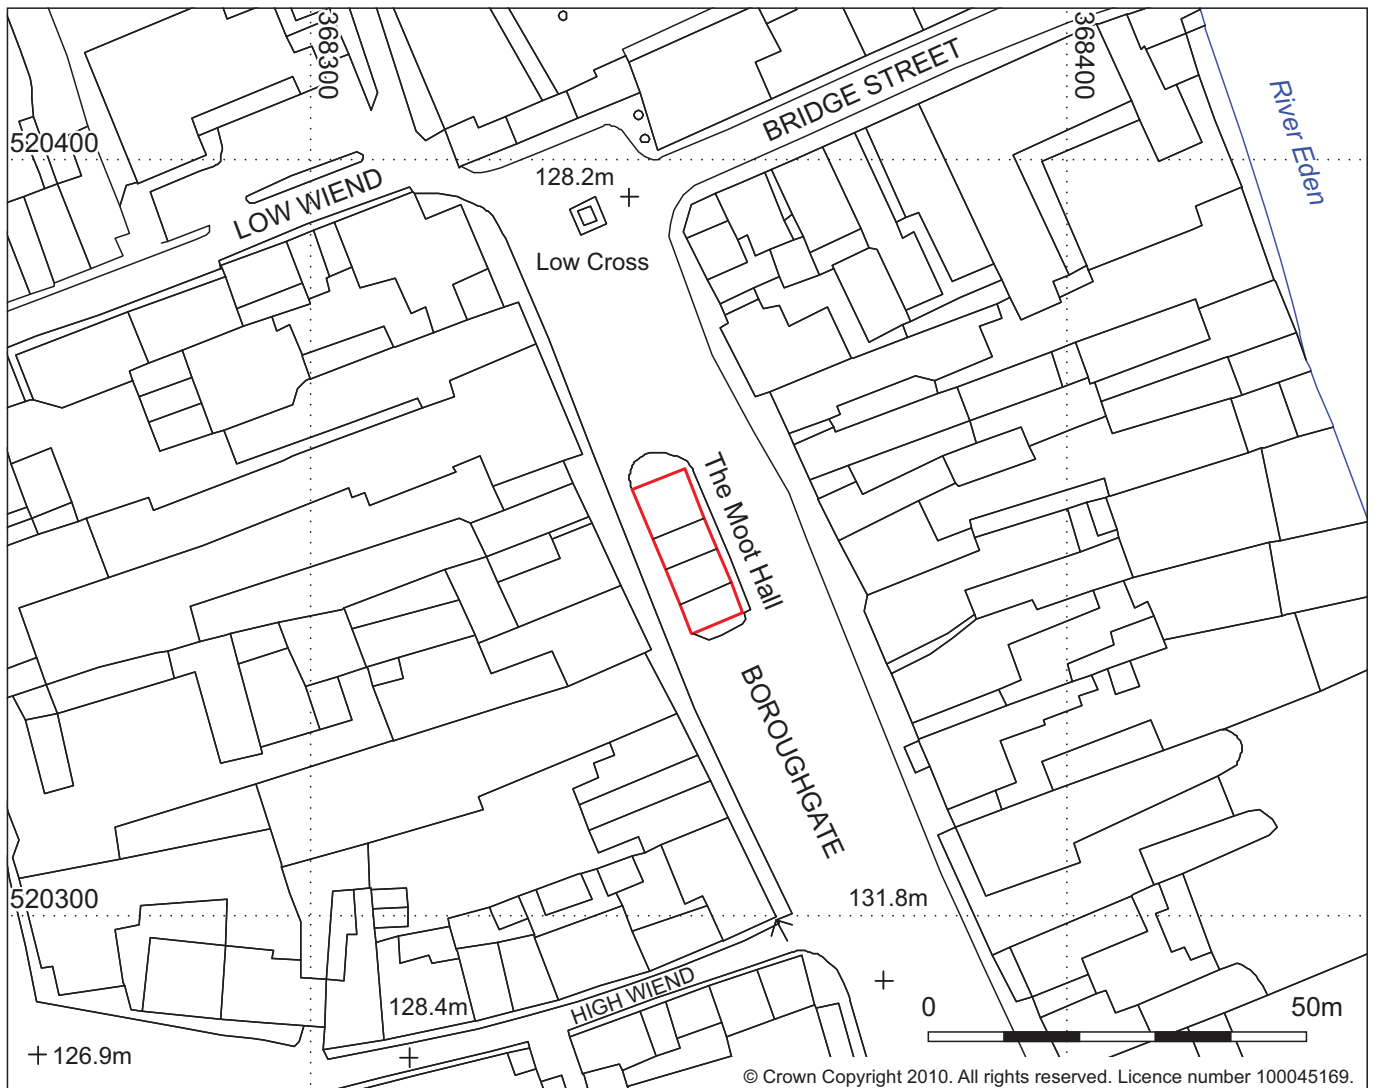 368300
368400
BRIDGE STREET
River Eden
520400
128.2m
LOW WIEND
Low Cross
The Moot Hall
BOROUGHGATE
520300
131.8m
HIGH WIEND
128.4m
0 50m
126.9m
© Crown Copyright 2010. All rights reserved. Licence number 100045169.